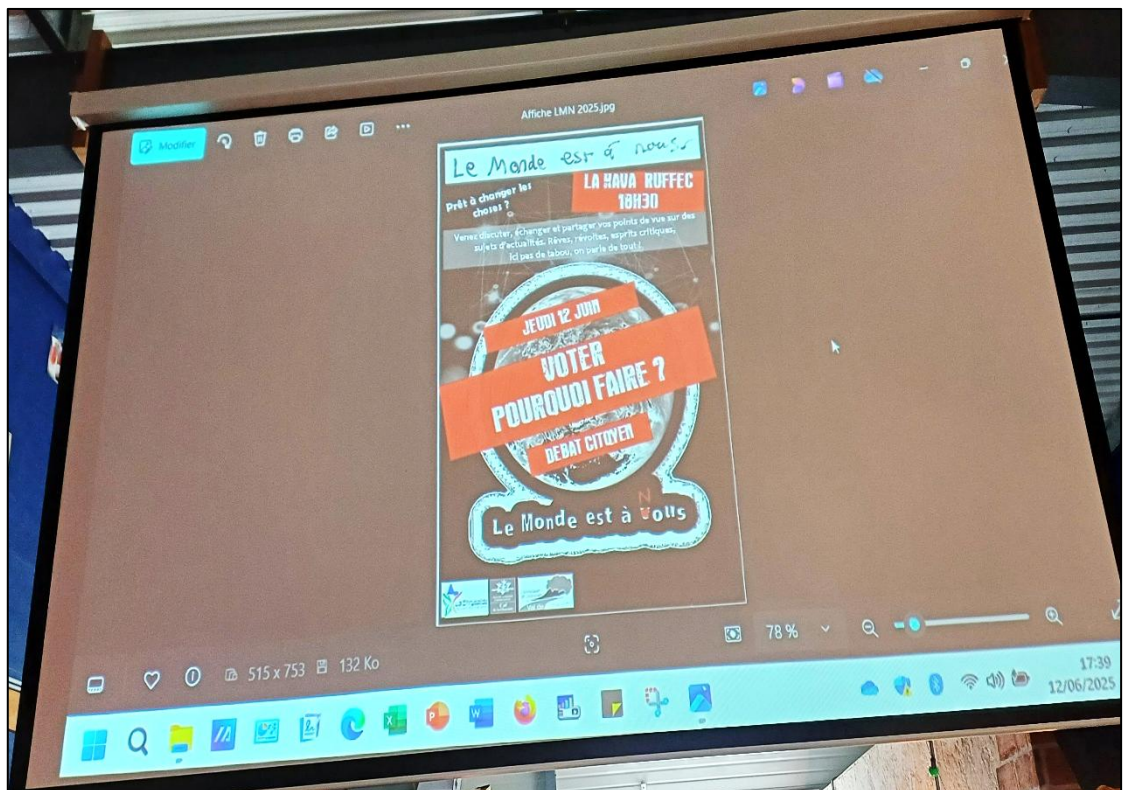 Affiche LMN 2025.jpg
Modifier
Le Monde est à nous
Prêt à changer les
choses ?
LA HAVA RUFFEC
18H30
Venez discuter, échanger et partager vos points de vue sur des
sujets d'actualités. Rêves, révoltes, esprits critiques,
ici pas de tabou, on parle de tout !
JEUDI 12 JUIN
VOTER
POURQUOI FAIRE ?
DEBAT CITOYEN
N
Le Monde est à Vous
515 x 753 132 Ko
78 %
17:39
12/06/2025